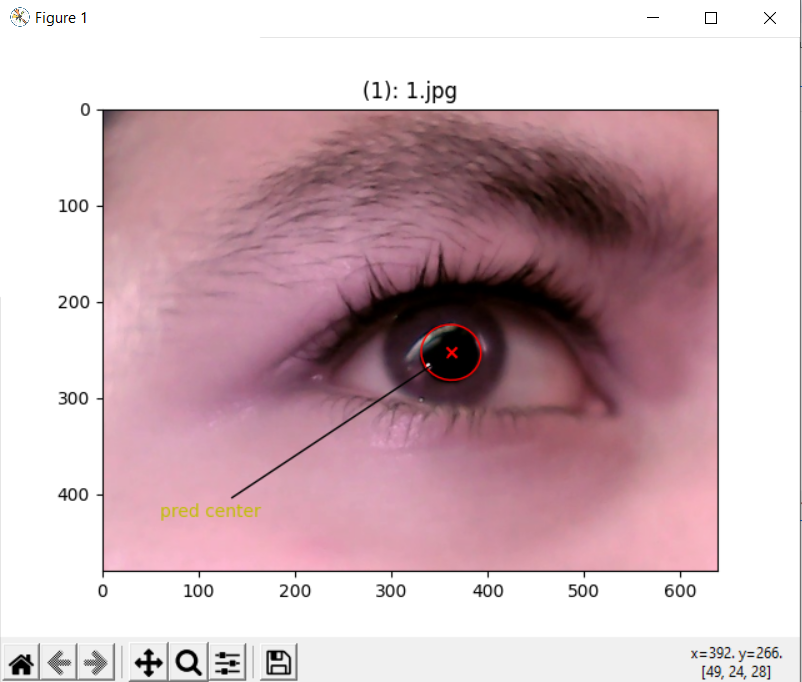 Figure 1
(1): 1.jpg
0
100
200
300
400
pred center
0 100 200 300 400 500 600
x=392. y=266.
[49, 24, 28]